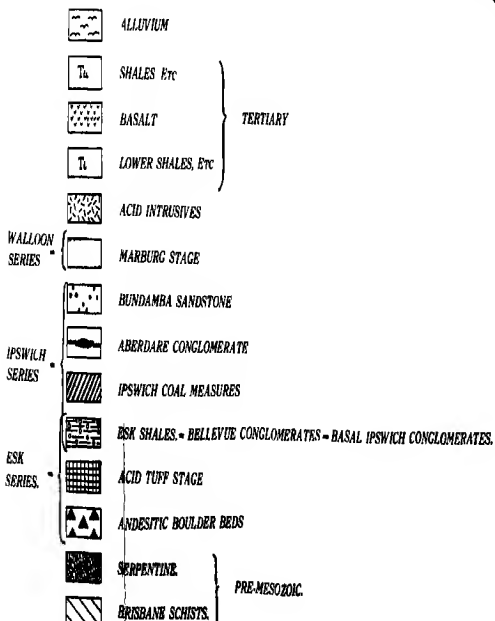 ALLUVIUM
Tu SHALES ETC
BASALT
TERTIARY
Tl LOWER SHALES, ETC
ACID INTRUSIVES
WALLOON
SERIES =
MARBURG STAGE
BUNDAMBA SANDSTONE
ABERDARE CONGLOMERATE
IPSWICH
SERIES
IPSWICH COAL MEASURES
ESK SHALES. = BELLEVUE CONGLOMERATES = BASAL IPSWICH CONGLOMERATES.
ESK
SERIES. =
ACID TUFF STAGE
ANDESITIC BOULDER BEDS
SERPENTINE.
PRE-MESOZOIC.
BRISBANE SCHISTS.